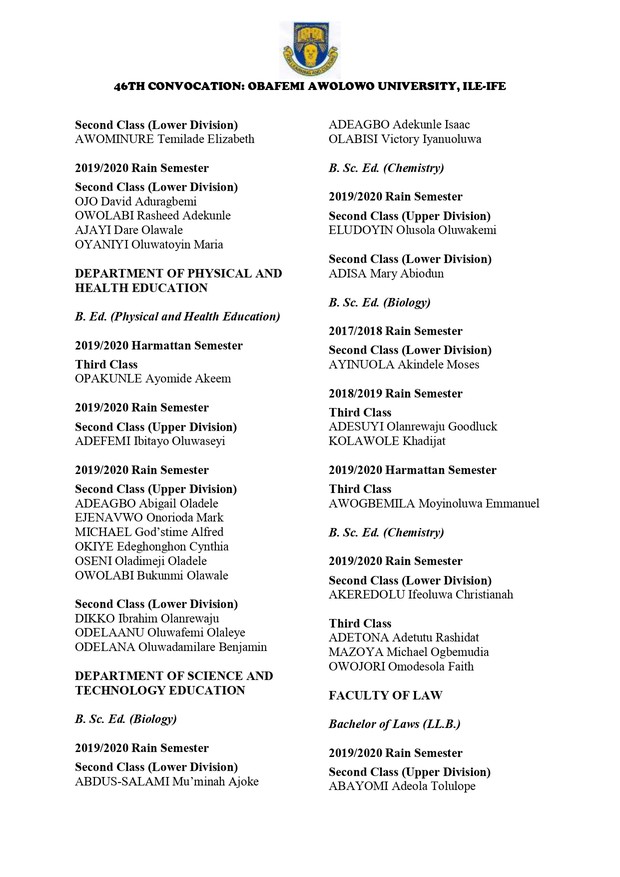 46TH CONVOCATION: OBAFEMI AWOLOWO UNIVERSITY, ILE-IFE
Second Class (Lower Division)
AWOMINURE Temilade Elizabeth
2019/2020 Rain Semester
Second Class (Lower Division)
OJO David Aduragbemi
OWOLABI Rasheed Adekunle
AJAYI Dare Olawale
OYANIYI Oluwatoyin Maria
DEPARTMENT OF PHYSICAL AND
HEALTH EDUCATION
B. Ed. (Physical and Health Education)
2019/2020 Harmattan Semester
Third Class
OPAKUNLE Ayomide Akeem
2019/2020 Rain Semester
Second Class (Upper Division)
ADEFEMI Ibitayo Oluwaseyi
2019/2020 Rain Semester
Second Class (Upper Division)
ADEAGBO Abigail Oladele
EJENAVWO Onorioda Mark
MICHAEL God’stime Alfred
OKIYE Edeghonghon Cynthia
OSENI Oladimeji Oladele
OWOLABI Bukunmi Olawale
Second Class (Lower Division)
DIKKO Ibrahim Olanrewaju
ODELAANU Oluwafemi Olaleye
ODELANA Oluwadamilare Benjamin
DEPARTMENT OF SCIENCE AND
TECHNOLOGY EDUCATION
B. Sc. Ed. (Biology)
2019/2020 Rain Semester
Second Class (Lower Division)
ABDUS-SALAMI Mu’minah Ajoke
ADEAGBO Adekunle Isaac
OLABISI Victory Iyanuoluwa
B. Sc. Ed. (Chemistry)
2019/2020 Rain Semester
Second Class (Upper Division)
ELUDOYIN Olusola Oluwakemi
Second Class (Lower Division)
ADISA Mary Abiodun
B. Sc. Ed. (Biology)
2017/2018 Rain Semester
Second Class (Lower Division)
AYINUOLA Akindele Moses
2018/2019 Rain Semester
Third Class
ADESUYI Olanrewaju Goodluck
KOLAWOLE Khadijat
2019/2020 Harmattan Semester
Third Class
AWOGBEMILA Moyinoluwa Emmanuel
B. Sc. Ed. (Chemistry)
2019/2020 Rain Semester
Second Class (Lower Division)
AKEREDOLU Ifeoluwa Christianah
Third Class
ADETONA Adetutu Rashidat
MAZOYA Michael Ogbemudia
OWOJORI Omodesola Faith
FACULTY OF LAW
Bachelor of Laws (LL.B.)
2019/2020 Rain Semester
Second Class (Upper Division)
ABAYOMI Adeola Tolulope